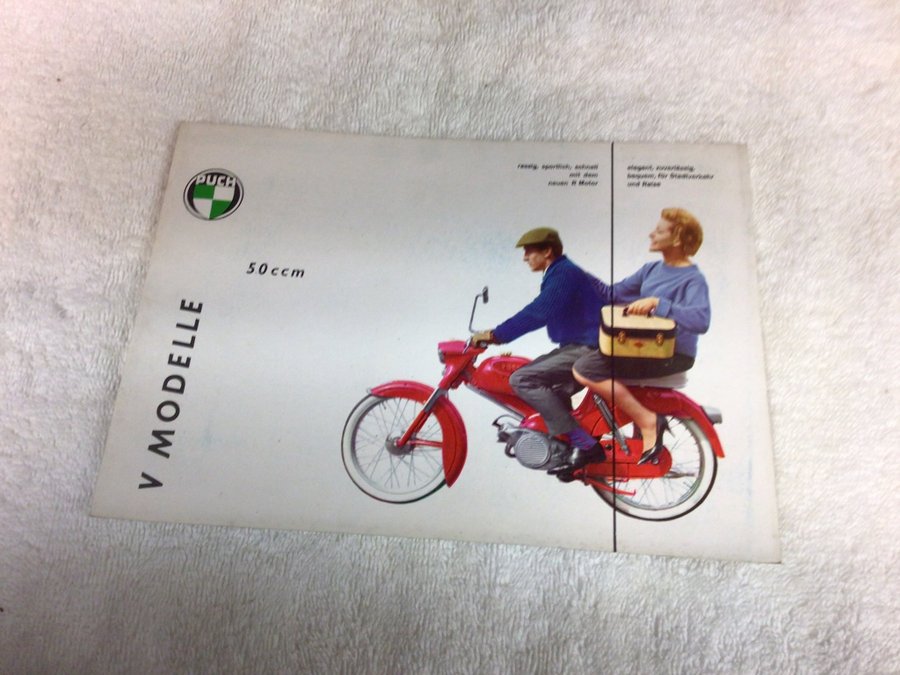 PUCH
rassig, sportlich, schnell
mit dem
neuen R Motor
elegant, zuverlässig,
bequem, für Stadtverkehr
und Reise
50ccm
V MODELLE